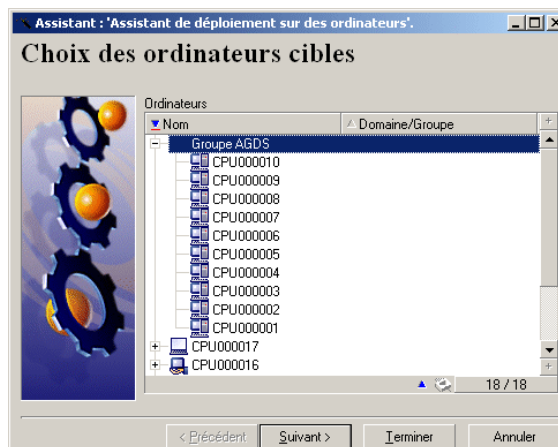 Assistant : 'Assistant de déploiement sur des ordinateurs'.
Choix des ordinateurs cibles
Ordinateurs
Nom Domaine/Groupe
Groupe AGDS
CPU000010
CPU000009
CPU000008
CPU000007
CPU000006
CPU000005
CPU000004
CPU000003
CPU000002
CPU000001
CPU000017
CPU000016
18 / 18
< Précédent Suivant > Terminer Annuler